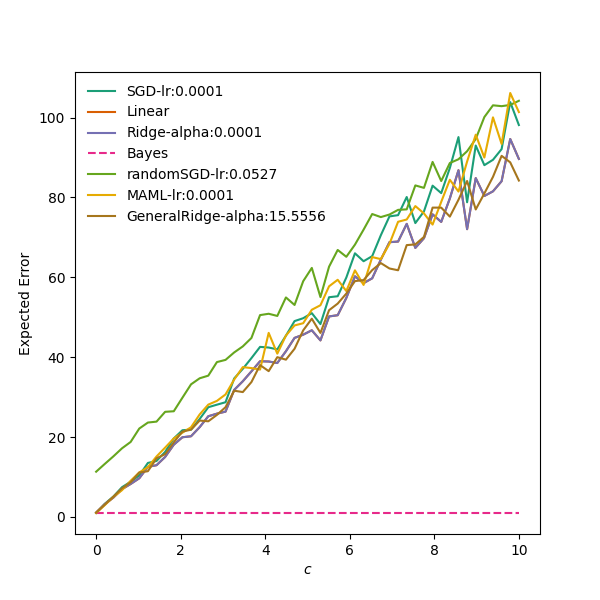 SGD-lr:0.0001
Linear
Ridge-alpha:0.0001
Bayes
randomSGD-lr:0.0527
MAML-lr:0.0001
GeneralRidge-alpha:15.5556
100
80
60
40
20
0
Expected Error
0 2 4 6 8 10
c